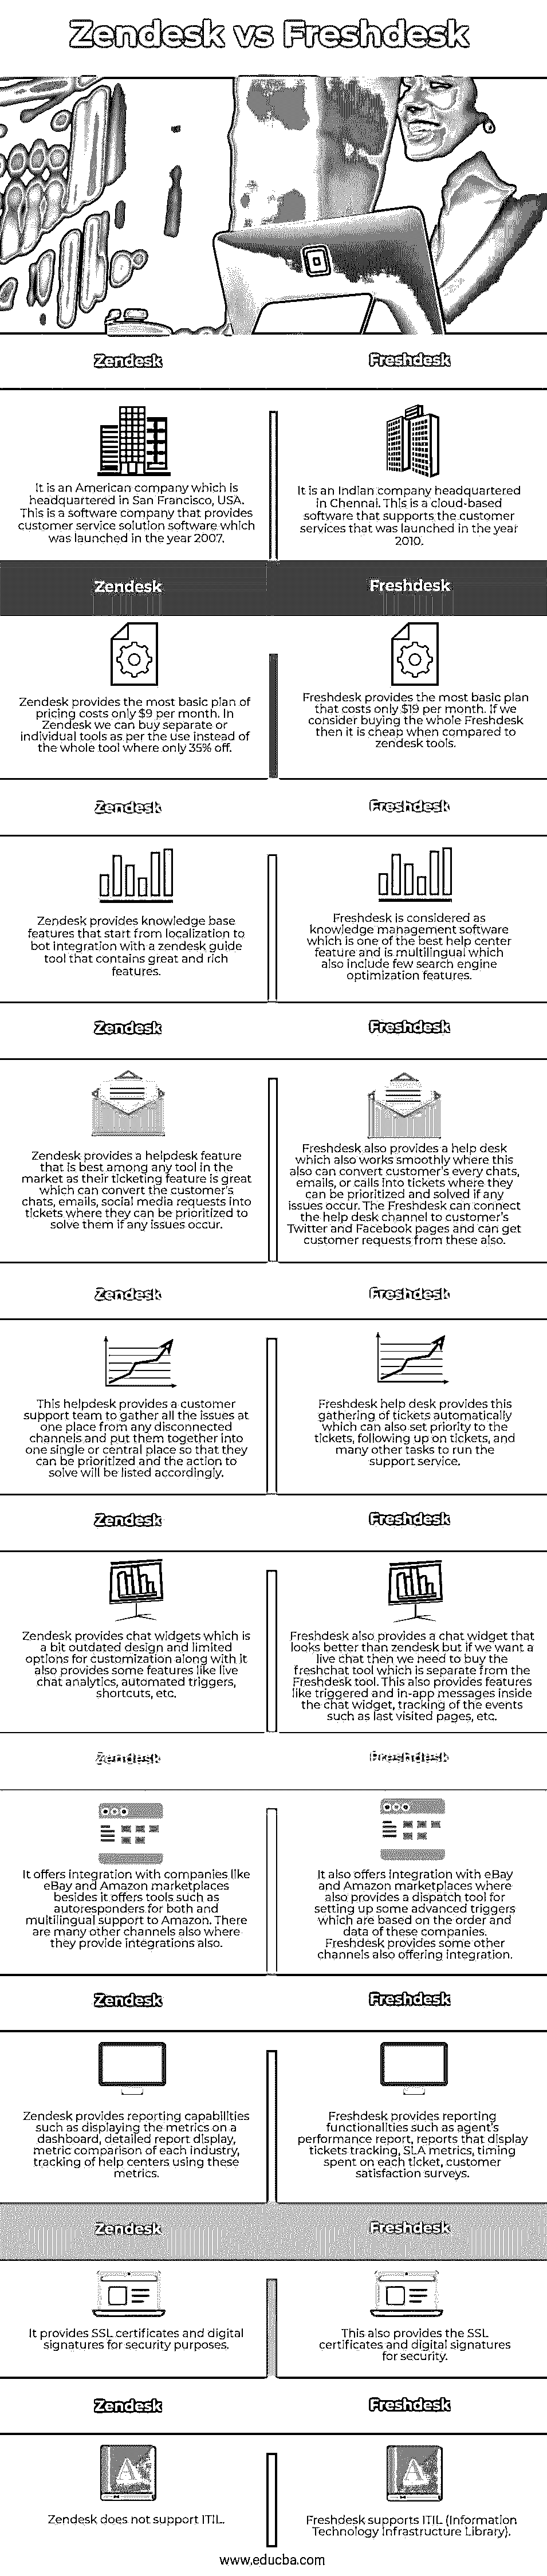 Zendesk vs Freshdesk
Zendesk
Freshdesk
It is an American company which is
headquartered in San Francisco, USA.
This is a software company that provides
customer service solution software which
was launched in the year 2007.
It is an Indian company headquartered
in Chennai. This is a cloud-based
software that supports the customer
services that was launched in the year
2010.
Zendesk
Freshdesk
Zendesk provides the most basic plan of
pricing costs only $9 per month. In
Zendesk we can buy separate or
individual tools as per the use instead of
the whole tool where only 35% off.
Freshdesk provides the most basic plan
that costs only $19 per month. If we
consider buying the whole Freshdesk
then it is cheap when compared to
zendesk tools.
Zendesk
Freshdesk
Zendesk provides knowledge base
features that start from localization to
bot integration with a zendesk guide
tool that contains great and rich
features.
Freshdesk is considered as
knowledge management software
which is one of the best help center
feature and is multilingual which
also include few search engine
optimization features.
Zendesk
Freshdesk
Zendesk provides a helpdesk feature
that is best among any tool in the
market as their ticketing feature is great
which can convert the customer's
chats, emails, social media requests into
tickets where they can be prioritized to
solve them if any issues occur.
Freshdesk also provides a help desk
which also works smoothly where this
also can convert customer's every chats,
emails, or calls into tickets where they
can be prioritized and solved if any
issues occur. The Freshdesk can connect
the help desk channel to customer's
Twitter and Facebook pages and can get
customer requests from these also.
Zendesk
Freshdesk
This helpdesk provides a customer
support team to gather all the issues at
one place from any disconnected
channels and put them together into
one single or central place so that they
can be prioritized and the action to
solve will be listed accordingly.
Freshdesk help desk provides this
gathering of tickets automatically
which can also set priority to the
tickets, following up on tickets, and
many other tasks to run the
support service.
Zendesk
Freshdesk
Zendesk provides chat widgets which is
a bit outdated design and limited
options for customization along with it
also provides some features like live
chat analytics, automated triggers,
shortcuts, etc.
Freshdesk also provides a chat widget that
looks better than zendesk but if we want a
live chat then we need to buy the
freshchat tool which is separate from the
Freshdesk tool. This also provides features
like triggered and in-app messages inside
the chat widget, tracking of the events
such as last visited pages, etc.
Zendesk
Freshdesk
It offers integration with companies like
eBay and Amazon marketplaces
besides it offers tools such as
autoresponders for both and
multilingual support to Amazon. There
are many other channels also where
they provide integrations also.
It also offers integration with eBay
and Amazon marketplaces where
also provides a dispatch tool for
setting up some advanced triggers
which are based on the order and
data of these companies.
Freshdesk provides some other
channels also offering integration.
Zendesk
Freshdesk
Zendesk provides reporting capabilities
such as displaying the metrics on a
dashboard, detailed report display,
metric comparison of each industry,
tracking of help centers using these
metrics.
Freshdesk provides reporting
functionalities such as agent's
performance report, reports that display
tickets tracking, SLA metrics, timing
spent on each ticket, customer
satisfaction surveys.
Zendesk
Freshdesk
It provides SSL certificates and digital
signatures for security purposes.
This also provides the SSL
certificates and digital signatures
for security.
Zendesk
Freshdesk
A
A
Zendesk does not support ITIL.
Freshdesk supports ITIL (Information
Technology Infrastructure Library).
www.educba.com